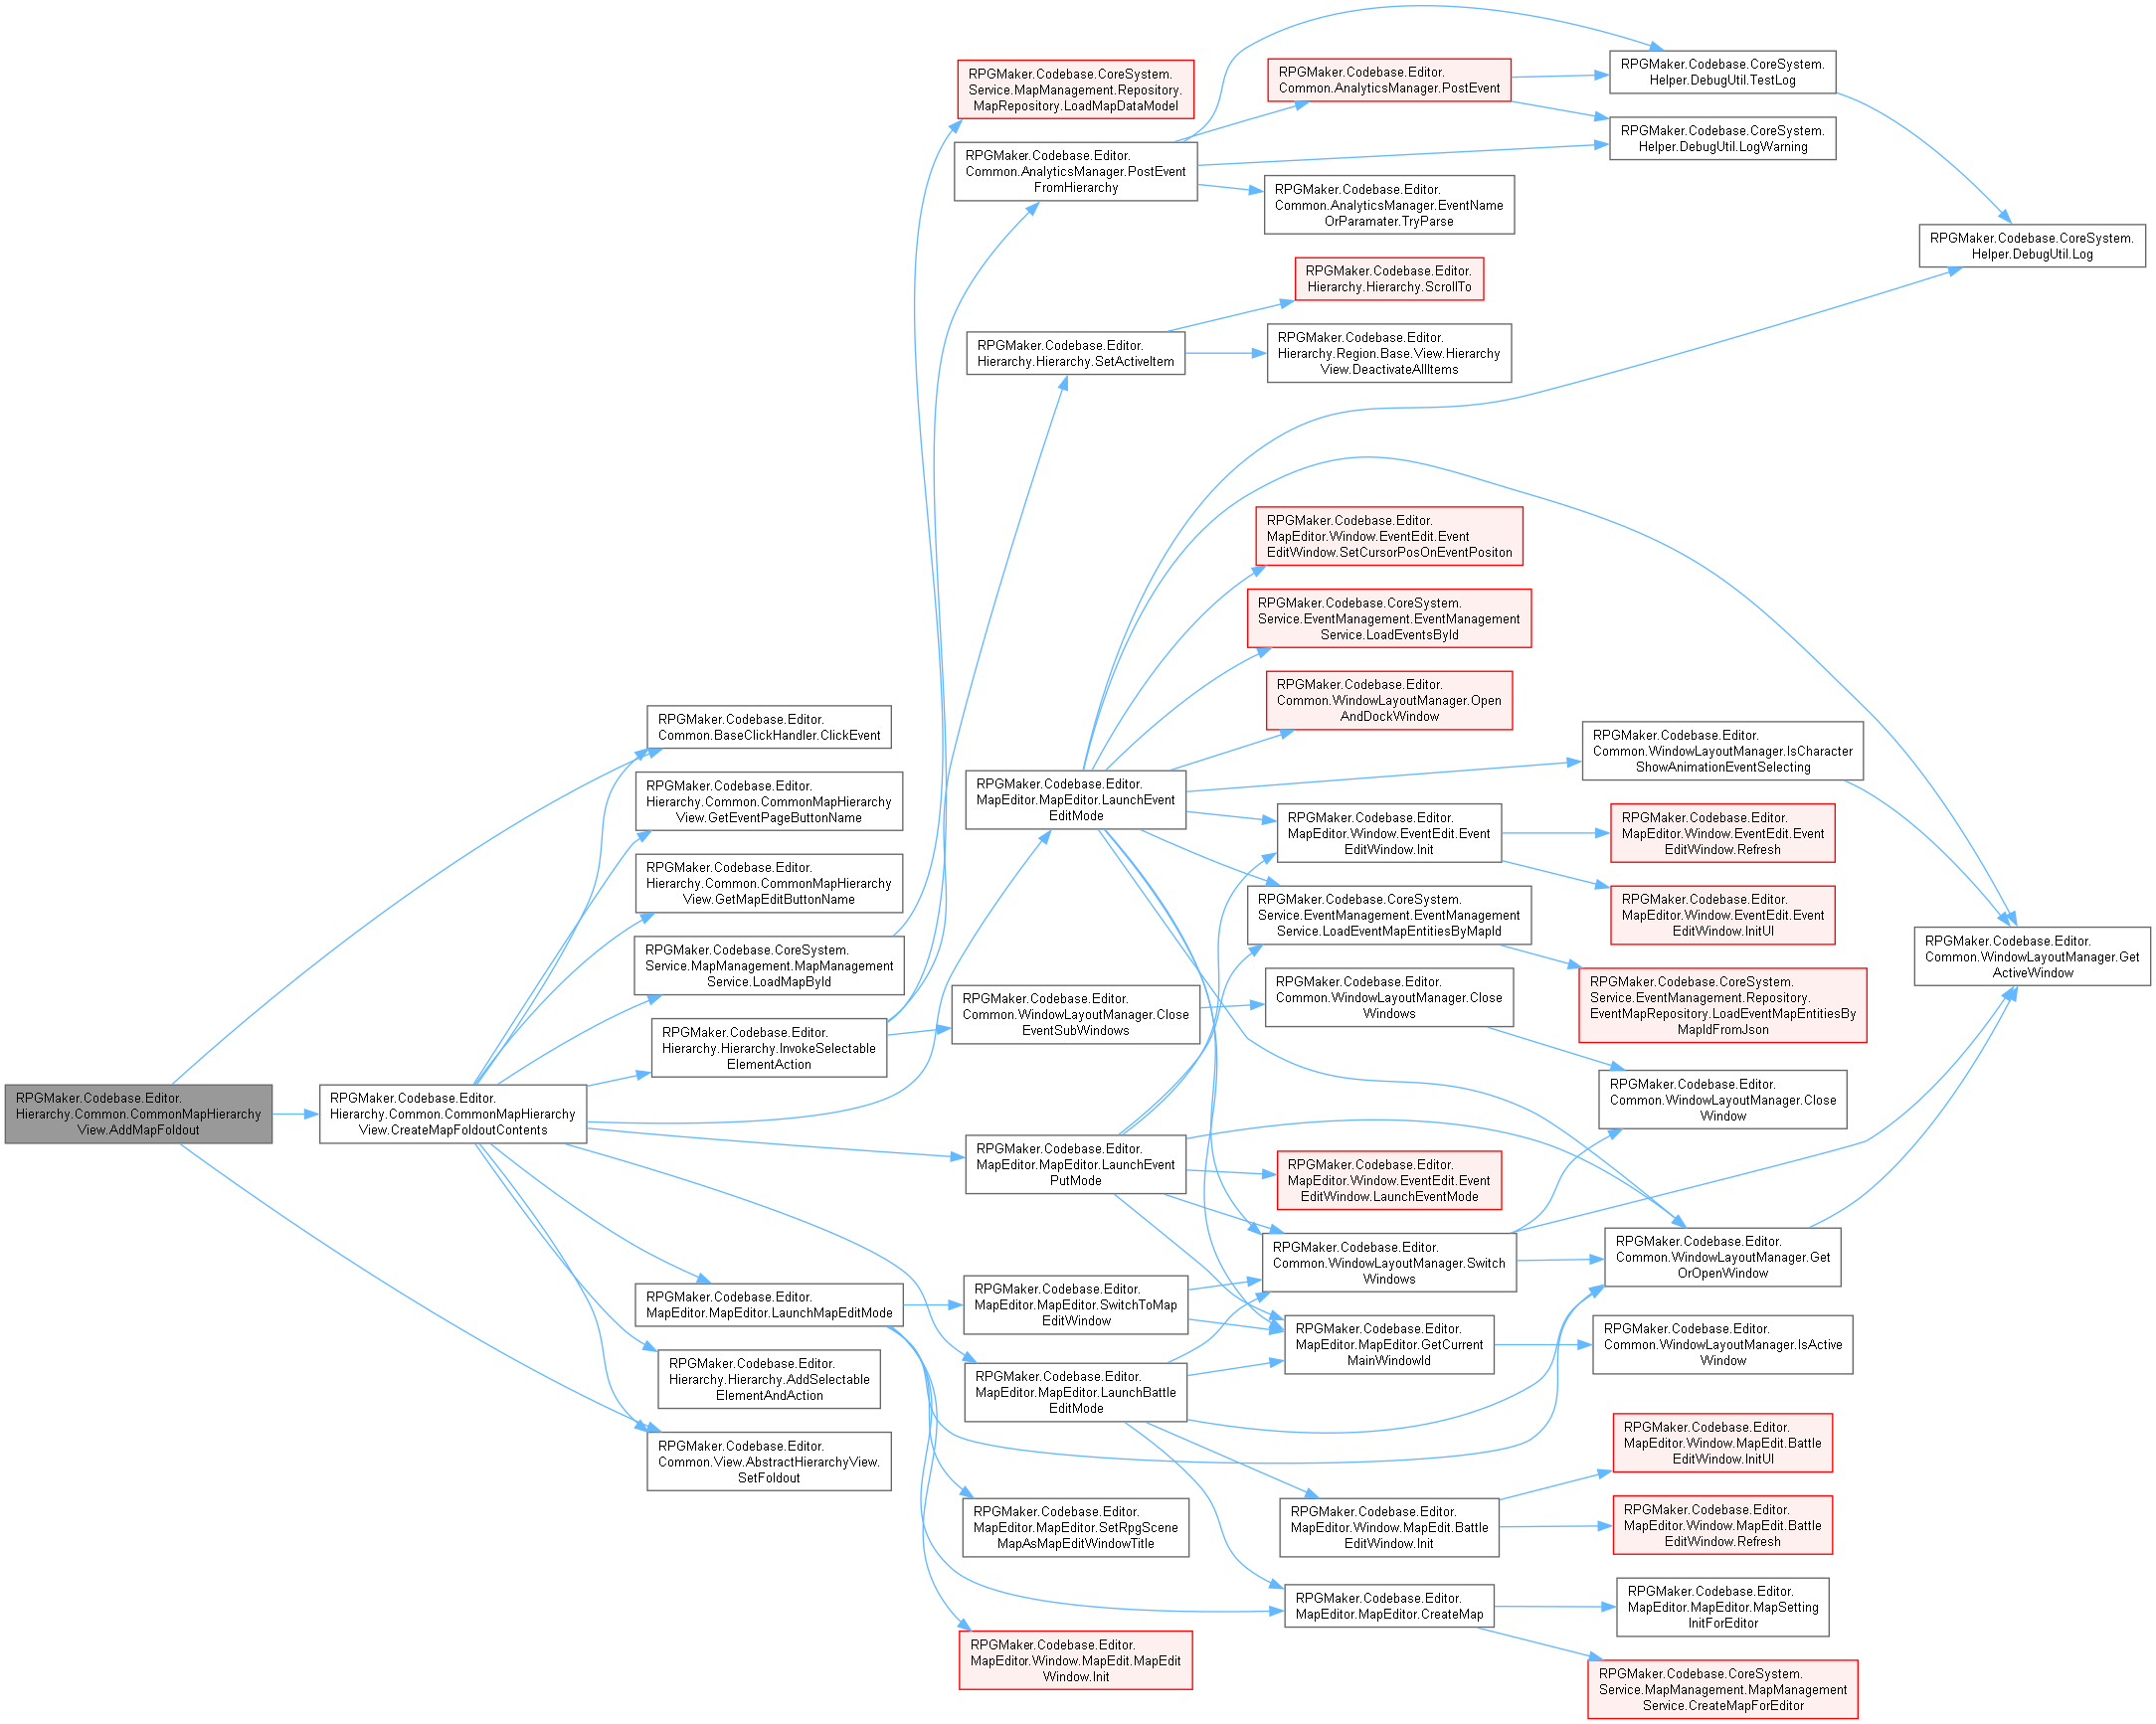 RPGMaker.Codebase.Editor.
Hierarchy.Common.CommonMapHierarchy
View.AddMapFoldout
RPGMaker.Codebase.Editor.
Hierarchy.Common.CommonMapHierarchy
View.CreateMapFoldoutContents
RPGMaker.Codebase.Editor.
Common.BaseClickHandler.ClickEvent
RPGMaker.Codebase.Editor.
Hierarchy.Common.CommonMapHierarchy
View.GetEventPageButtonName
RPGMaker.Codebase.Editor.
Hierarchy.Common.CommonMapHierarchy
View.GetMapEditButtonName
RPGMaker.Codebase.CoreSystem.
Service.MapManagement.MapManagement
Service.LoadMapById
RPGMaker.Codebase.Editor.
Hierarchy.Hierarchy.InvokeSelectable
ElementAction
RPGMaker.Codebase.Editor.
MapEditor.MapEditor.LaunchMapEditMode
RPGMaker.Codebase.Editor.
Hierarchy.Hierarchy.AddSelectable
ElementAndAction
RPGMaker.Codebase.Editor.
Common.View.AbstractHierarchyView.
SetFoldout
RPGMaker.Codebase.CoreSystem.
Service.MapManagement.Repository.
MapRepository.LoadMapDataModel
RPGMaker.Codebase.Editor.
Common.AnalyticsManager.PostEvent
FromHierarchy
RPGMaker.Codebase.Editor.
Hierarchy.Hierarchy.SetActiveItem
RPGMaker.Codebase.Editor.
MapEditor.MapEditor.LaunchEvent
EditMode
RPGMaker.Codebase.Editor.
Common.WindowLayoutManager.Close
EventSubWindows
RPGMaker.Codebase.Editor.
MapEditor.MapEditor.LaunchEvent
PutMode
RPGMaker.Codebase.Editor.
MapEditor.MapEditor.SwitchToMap
EditWindow
RPGMaker.Codebase.Editor.
MapEditor.MapEditor.LaunchBattle
EditMode
RPGMaker.Codebase.Editor.
MapEditor.MapEditor.SetRpgScene
MapAsMapEditWindowTitle
RPGMaker.Codebase.Editor.
MapEditor.Window.MapEdit.MapEdit
Window.Init
RPGMaker.Codebase.Editor.
Common.AnalyticsManager.PostEvent
RPGMaker.Codebase.Editor.
Common.AnalyticsManager.EventName
OrParamater.TryParse
RPGMaker.Codebase.Editor.
Hierarchy.Hierarchy.ScrollTo
RPGMaker.Codebase.Editor.
Hierarchy.Region.Base.View.Hierarchy
View.DeactivateAllItems
RPGMaker.Codebase.Editor.
MapEditor.Window.EventEdit.Event
EditWindow.SetCursorPosOnEventPositon
RPGMaker.Codebase.CoreSystem.
Service.EventManagement.EventManagement
Service.LoadEventsById
RPGMaker.Codebase.Editor.
Common.WindowLayoutManager.Open
AndDockWindow
RPGMaker.Codebase.Editor.
MapEditor.Window.EventEdit.Event
EditWindow.Init
RPGMaker.Codebase.CoreSystem.
Service.EventManagement.EventManagement
Service.LoadEventMapEntitiesByMapId
RPGMaker.Codebase.Editor.
Common.WindowLayoutManager.Close
Windows
RPGMaker.Codebase.Editor.
MapEditor.Window.EventEdit.Event
EditWindow.LaunchEventMode
RPGMaker.Codebase.Editor.
Common.WindowLayoutManager.Switch
Windows
RPGMaker.Codebase.Editor.
MapEditor.MapEditor.GetCurrent
MainWindowId
RPGMaker.Codebase.Editor.
MapEditor.Window.MapEdit.Battle
EditWindow.Init
RPGMaker.Codebase.Editor.
MapEditor.MapEditor.CreateMap
RPGMaker.Codebase.CoreSystem.
Helper.DebugUtil.TestLog
RPGMaker.Codebase.CoreSystem.
Helper.DebugUtil.LogWarning
RPGMaker.Codebase.Editor.
Common.WindowLayoutManager.IsCharacter
ShowAnimationEventSelecting
RPGMaker.Codebase.Editor.
MapEditor.Window.EventEdit.Event
EditWindow.Refresh
RPGMaker.Codebase.Editor.
MapEditor.Window.EventEdit.Event
EditWindow.InitUI
RPGMaker.Codebase.CoreSystem.
Service.EventManagement.Repository.
EventMapRepository.LoadEventMapEntitiesBy
MapIdFromJson
RPGMaker.Codebase.Editor.
Common.WindowLayoutManager.Close
Window
RPGMaker.Codebase.Editor.
Common.WindowLayoutManager.Get
OrOpenWindow
RPGMaker.Codebase.Editor.
Common.WindowLayoutManager.IsActive
Window
RPGMaker.Codebase.Editor.
MapEditor.Window.MapEdit.Battle
EditWindow.InitUI
RPGMaker.Codebase.Editor.
MapEditor.Window.MapEdit.Battle
EditWindow.Refresh
RPGMaker.Codebase.Editor.
MapEditor.MapEditor.MapSetting
InitForEditor
RPGMaker.Codebase.CoreSystem.
Service.MapManagement.MapManagement
Service.CreateMapForEditor
RPGMaker.Codebase.CoreSystem.
Helper.DebugUtil.Log
RPGMaker.Codebase.Editor.
Common.WindowLayoutManager.Get
ActiveWindow